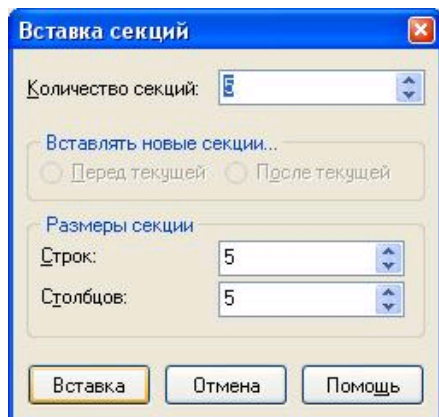 Вставка секций
Количество секций: 5
Вставлять новые секции...
Перед текущей После текущей
Размеры секции
Строк: 5
Столбцов: 5
Вставка Отмена Помощь